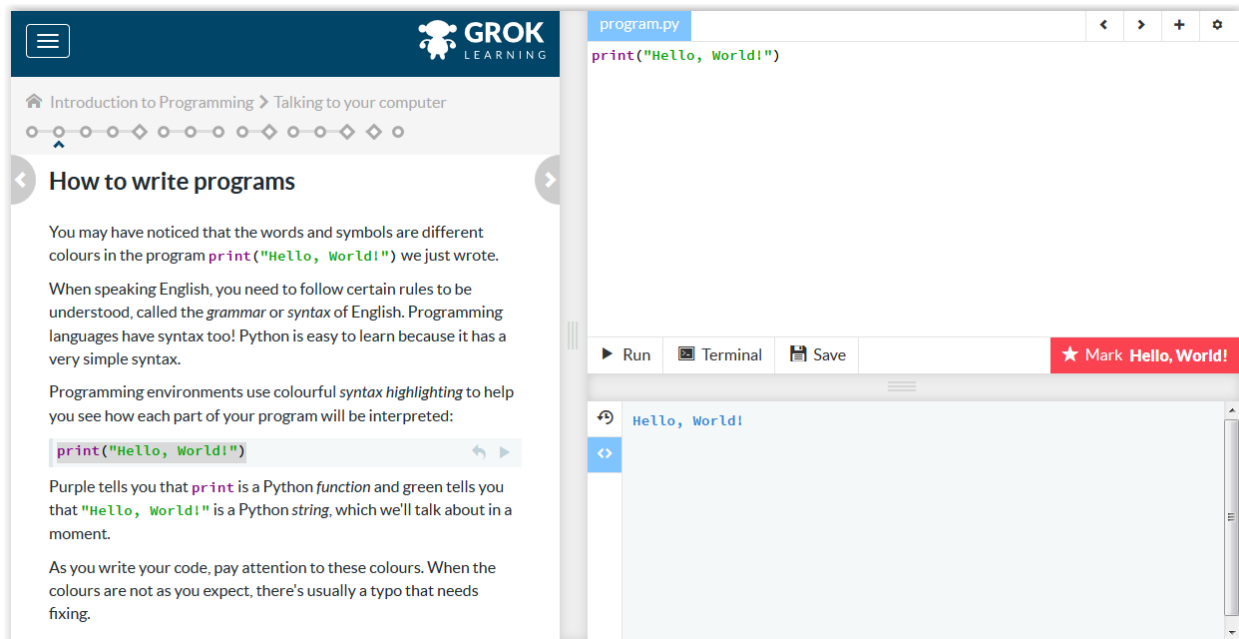 GROK
LEARNING
Introduction to Programming > Talking to your computer
How to write programs
You may have noticed that the words and symbols are different
colours in the program print("Hello, World!") we just wrote.
When speaking English, you need to follow certain rules to be
understood, called the grammar or syntax of English. Programming
languages have syntax too! Python is easy to learn because it has a
very simple syntax.
Programming environments use colourful syntax highlighting to help
you see how each part of your program will be interpreted:
print("Hello, World!")
Purple tells you that print is a Python function and green tells you
that "Hello, World!" is a Python string, which we'll talk about in a
moment.
As you write your code, pay attention to these colours. When the
colours are not as you expect, there's usually a typo that needs
fixing.
program.py
print("Hello, World!")
Run Terminal Save Mark Hello, World!
Hello, World!